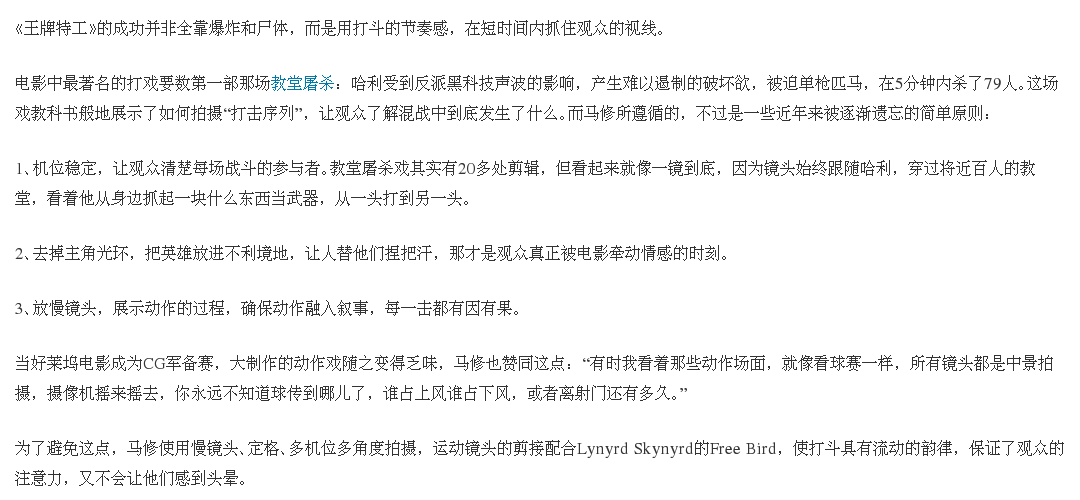 《王牌特工》的成功并非全靠爆炸和尸体，而是用打斗的节奏感，在短时间内抓住观众的视线。
电影中最著名的打戏要数第一部那场教堂屠杀：哈利受到反派黑科技声波的影响，产生难以遏制的破坏欲，被迫单枪匹马，在5分钟内杀了79人。这场
戏教科书般地展示了如何拍摄“打击序列”，让观众了解混战中到底发生了什么。而马修所遵循的，不过是一些近年来被逐渐遗忘的简单原则：
1、机位稳定，让观众清楚每场战斗的参与者。教堂屠杀戏其实有20多处剪辑，但看起来就像一镜到底，因为镜头始终跟随哈利，穿过将近百人的教
堂，看着他从身边抓起一块什么东西当武器，从一头打到另一头。
2、去掉主角光环，把英雄放进不利境地，让人替他们捏把汗，那才是观众真正被电影牵动情感的时刻。
3、放慢镜头，展示动作的过程，确保动作融入叙事，每一击都有因有果。
当好莱坞电影成为CG军备赛，大制作的动作戏随之变得乏味，马修也赞同这点：“有时我看着那些动作场面，就像看球赛一样，所有镜头都是中景拍
摄，摄像机摇来摇去，你永远不知道球传到哪儿了，谁占上风谁占下风，或者离射门还有多久。”
为了避免这点，马修使用慢镜头、定格、多机位多角度拍摄，运动镜头的剪接配合Lynyrd Skynyrd的Free Bird，使打斗具有流动的韵律，保证了观众的
注意力，又不会让他们感到头晕。